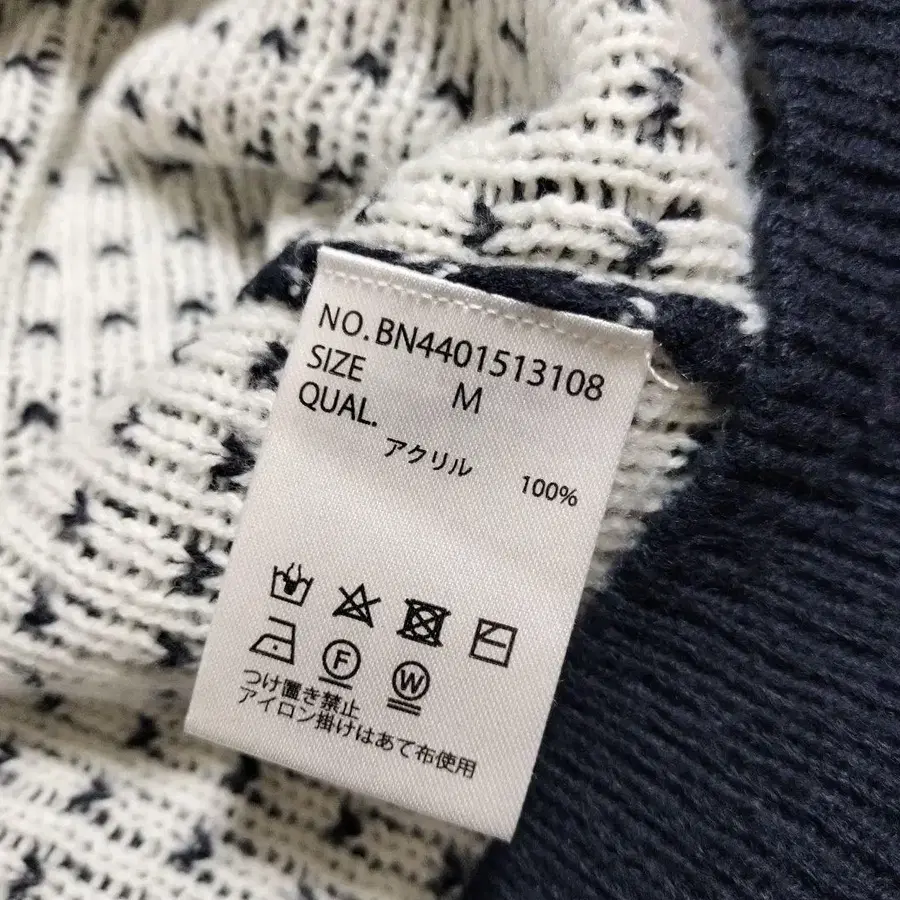 NO. BN4401513108
SIZE M
QUAL.
アクリル 100%
F
W
つけ置き禁止
アイロン掛けはあて布使用